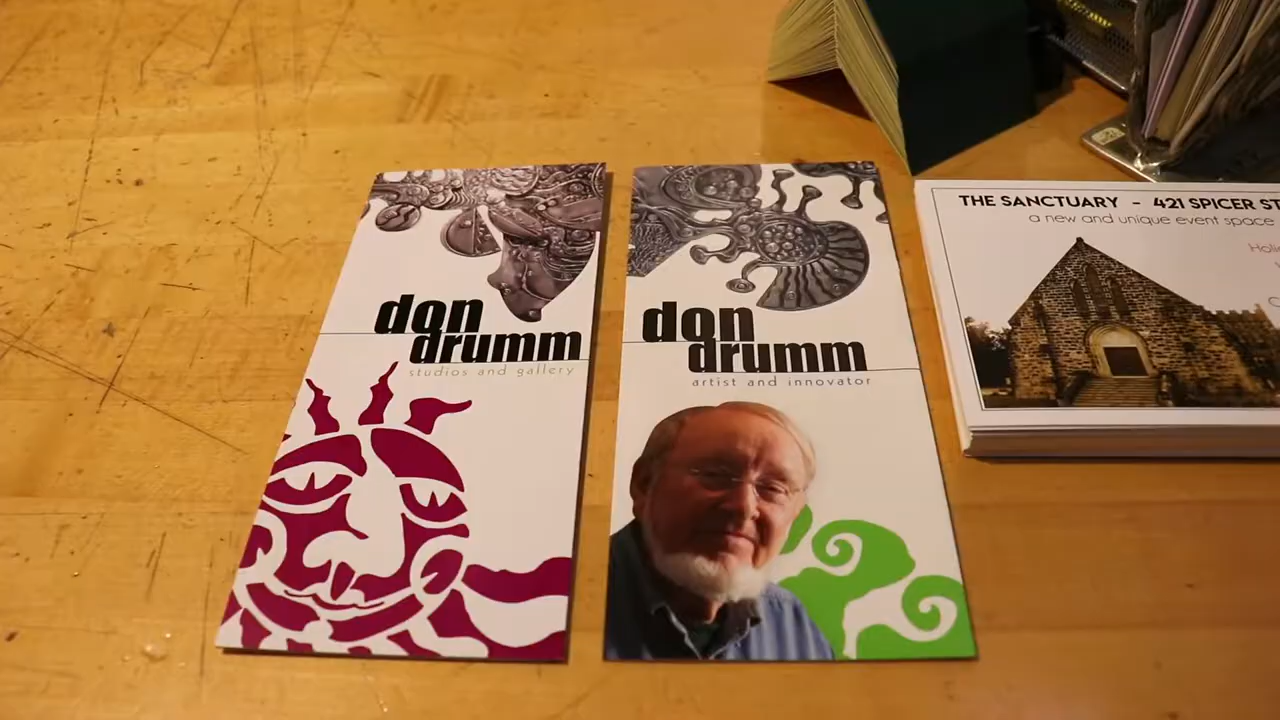 don
drumm
studios and gallery
don
drumm
artist and innovator
THE SANCTUARY - 421 SPICER ST
a new and unique event space